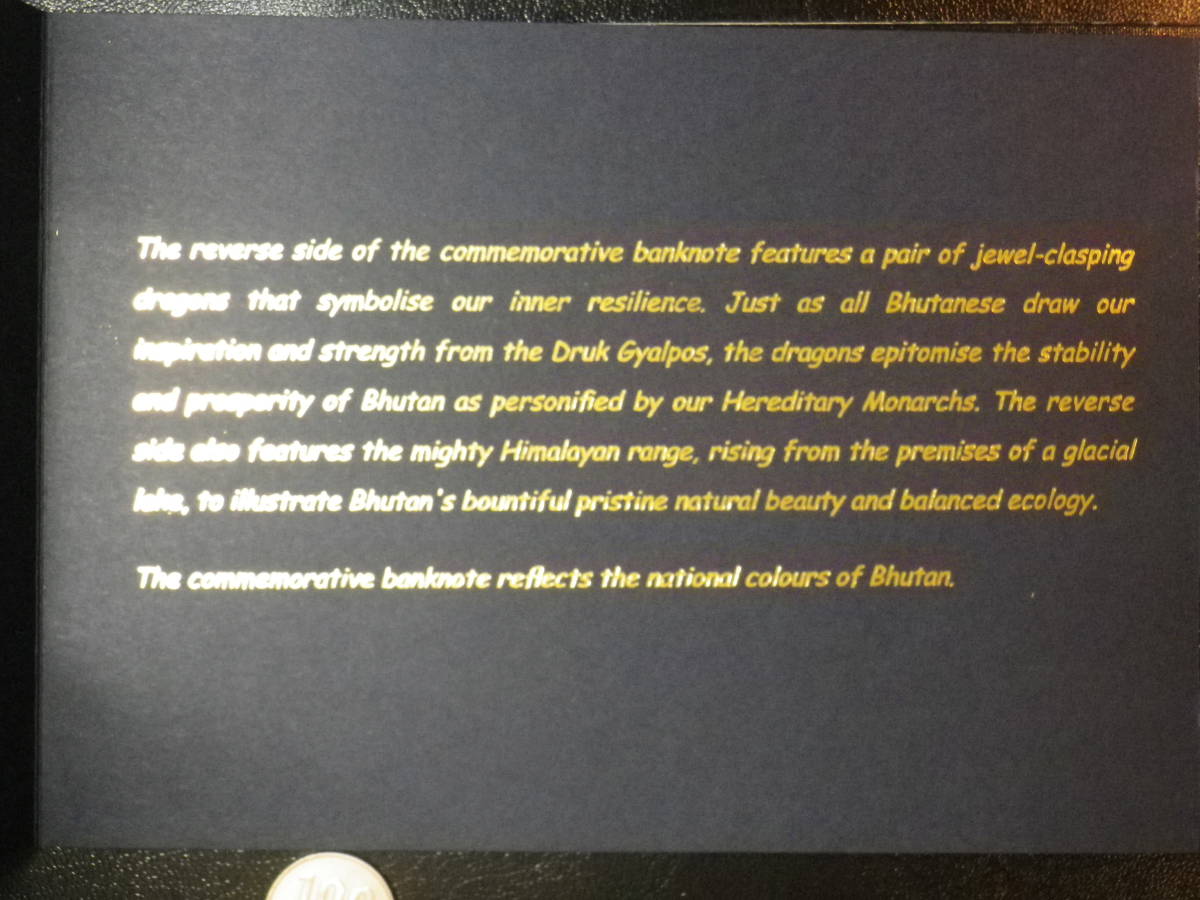 The reverse side of the commemorative banknote features a pair of jewel-clasping
dragons that symbolise our inner resilience. Just as all Bhutanese draw our
inspiration and strength from the Druk Gyalpos, the dragons epitomise the stability
and prosperity of Bhutan as personified by our Hereditary Monarchs. The reverse
side also features the mighty Himalayan range, rising from the premises of a glacial
lake, to illustrate Bhutan's bountiful pristine natural beauty and balanced ecology.
The commemorative banknote reflects the national colours of Bhutan.